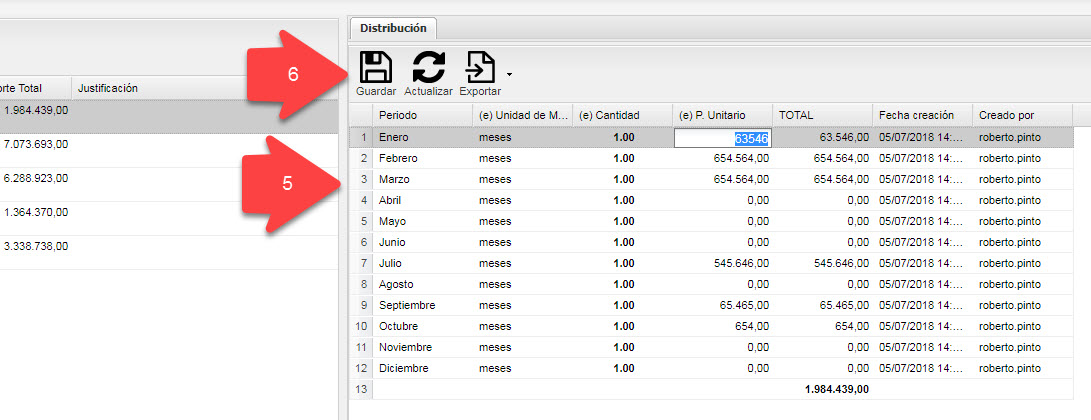 Distribución
6
Guardar Actualizar Exportar
orte Total Justificación
Periodo (e) Unidad de M... (e) Cantidad (e) P. Unitario TOTAL Fecha creación Creado por
1.984.439,00
7.073.693,00
6.288.923,00
1.364.370,00
3.338.738,00
5
1 Enero meses 1.00 63546 63.546,00 05/07/2018 14:... roberto.pinto
2 Febrero meses 1.00 654.564,00 654.564,00 05/07/2018 14:... roberto.pinto
3 Marzo meses 1.00 654.564,00 654.564,00 05/07/2018 14:... roberto.pinto
4 Abril meses 1.00 0,00 0,00 05/07/2018 14:... roberto.pinto
5 Mayo meses 1.00 0,00 0,00 05/07/2018 14:... roberto.pinto
6 Junio meses 1.00 0,00 0,00 05/07/2018 14:... roberto.pinto
7 Julio meses 1.00 545.646,00 545.646,00 05/07/2018 14:... roberto.pinto
8 Agosto meses 1.00 0,00 0,00 05/07/2018 14:... roberto.pinto
9 Septiembre meses 1.00 65.465,00 65.465,00 05/07/2018 14:... roberto.pinto
10 Octubre meses 1.00 654,00 654,00 05/07/2018 14:... roberto.pinto
11 Noviembre meses 1.00 0,00 0,00 05/07/2018 14:... roberto.pinto
12 Diciembre meses 1.00 0,00 0,00 05/07/2018 14:... roberto.pinto
13 1.984.439,00